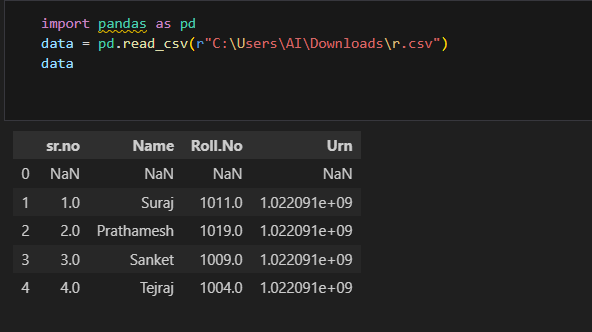 import pandas as pd
data = pd.read_csv(r"C:\Users\AI\Downloads\r.csv")
data
sr.no Name Roll.No Urn
0 NaN NaN NaN NaN
1 1.0 Suraj 1011.0 1.022091e+09
2 2.0 Prathamesh 1019.0 1.022091e+09
3 3.0 Sanket 1009.0 1.022091e+09
4 4.0 Tejraj 1004.0 1.022091e+09